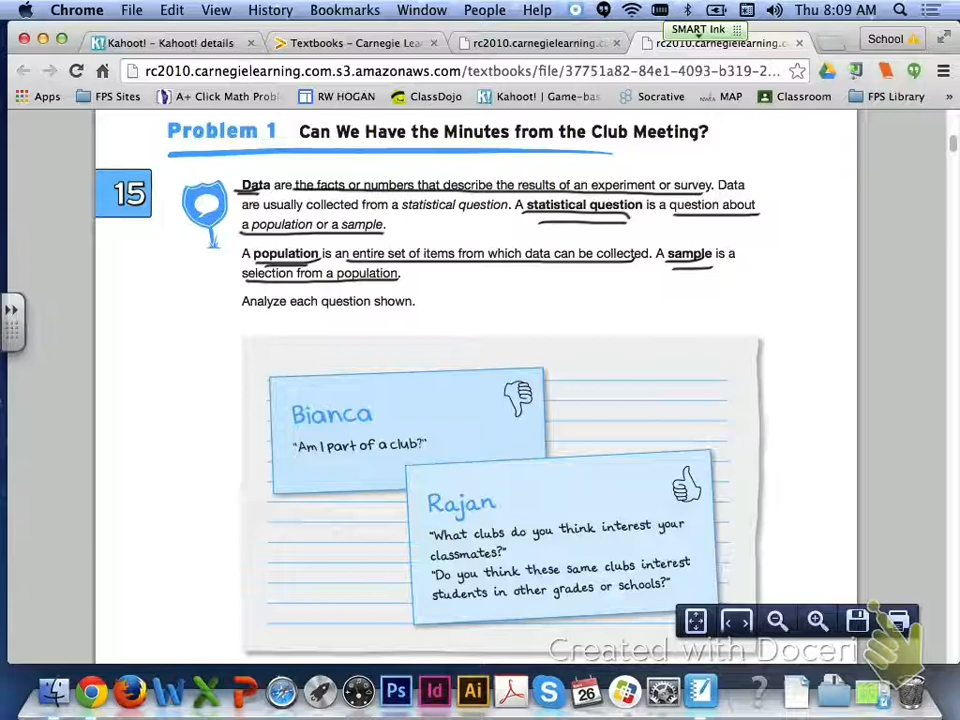 Chrome File Edit View History Bookmarks Window People Help Thu 8:09 AM
SMART Ink
Kahoot! - Kahoot! details
Textbooks - Carnegie Lea
rc2010.carnegielearning.co
rc2010.carnegielearning.co
School
rc2010.carnegielearning.com.s3.amazonaws.com/textbooks/file/37751a82-84e1-4093-b319-2...
Apps FPS Sites A+ Click Math Prob RW HOGAN ClassDojo Kahoot! | Game-bas Socrative MAP Classroom FPS Library »
Problem 1 Can We Have the Minutes from the Club Meeting?
15
Data are the facts or numbers that describe the results of an experiment or survey. Data
are usually collected from a statistical question. A statistical question is a question about
a population or a sample.
A population is an entire set of items from which data can be collected. A sample is a
selection from a population.
Analyze each question shown.
Bianca
"Am I part of a club?"
Rajan
"What clubs do you think interest your
classmates?"
"Do you think these same clubs interest
students in other grades or schools?"
Created with Doceri
W X P Ps Id Ai S 26 ?